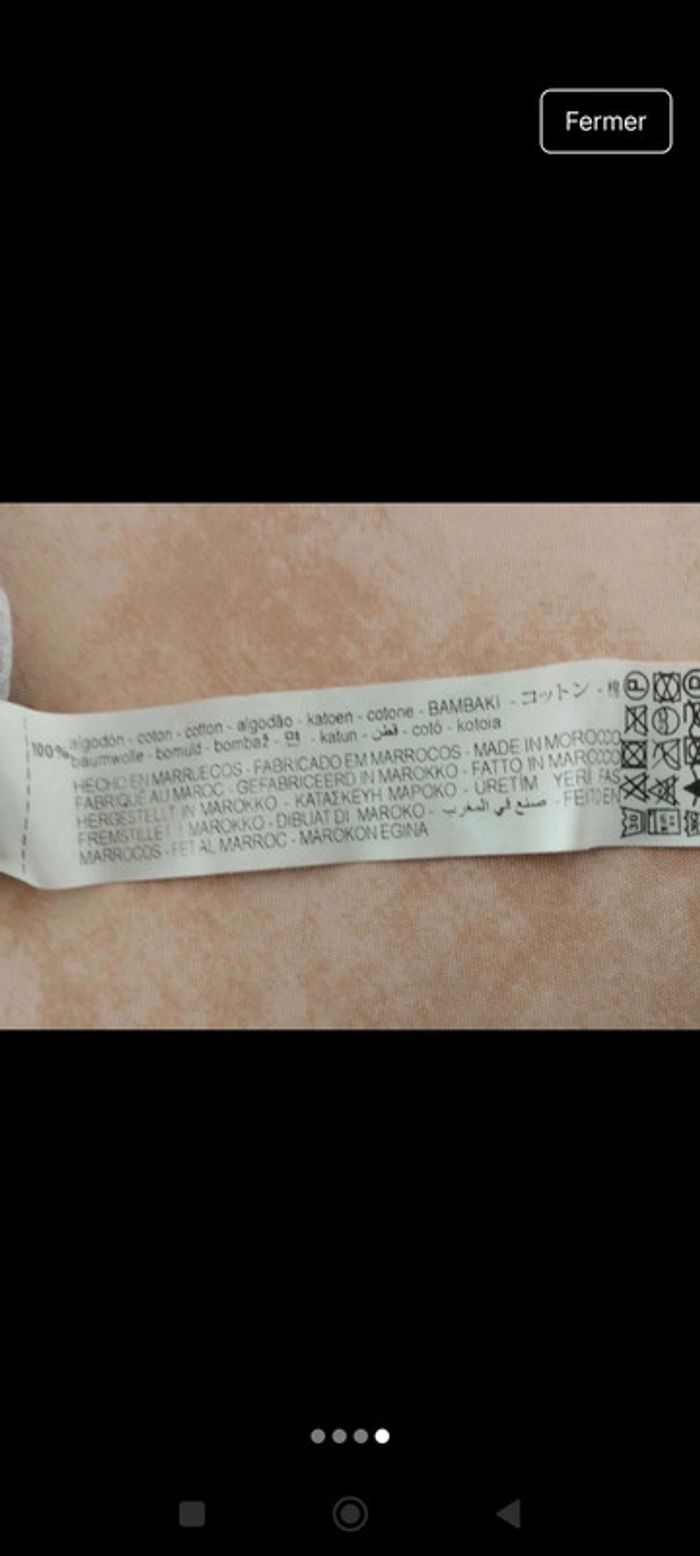 Fermer
100% algodón - coton - cotton - algodão - katoen - cotone - BAMBAKI - コットン - 棉
baumwolle - bomuld - bombaž - 면 - katun - قطن - cotó - kotoia
HECHO EN MARRUECOS - FABRICADO EM MARROCOS - MADE IN MOROCCO
FABRIQUÉ AU MAROC - GEFABRICEERD IN MAROKKO - FATTO IN MAROCCO
HERGESTELLT IN MAROKKO - ΚΑΤΑΣΚΕΥΗ ΜΑΡΟΚΟ - ÜRETİM YERİ FAS
FREMSTILLET I MAROKKO - DIBUAT DI MAROKO - صنع في المغرب - FEITO EN
MARROCOS - FET AL MARROC - MAROKON EGINA